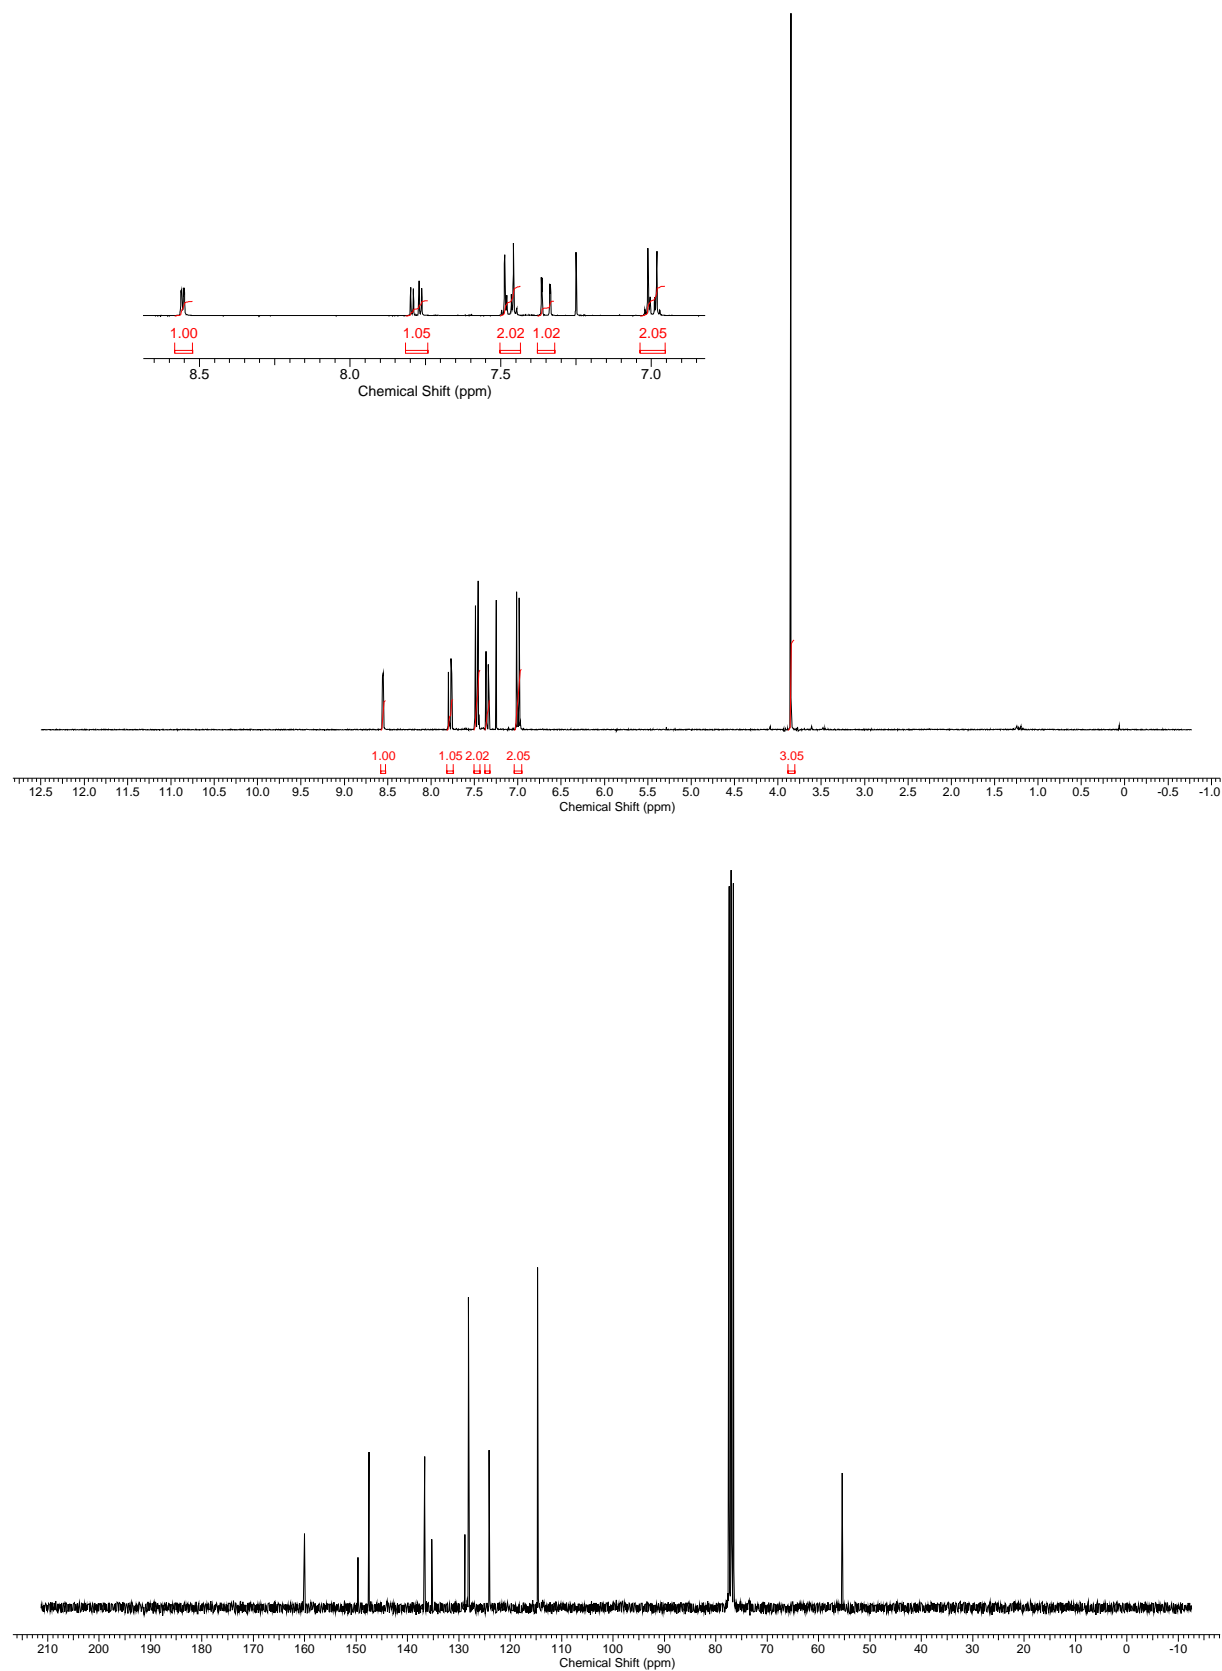 1.00 1.05 2.02 1.02 2.05
8.5 8.0 7.5 7.0
Chemical Shift (ppm)
1.00 1.05 2.02 2.05 3.05
12.5 12.0 11.5 11.0 10.5 10.0 9.5 9.0 8.5 8.0 7.5 7.0 6.5 6.0 5.5 5.0 4.5 4.0 3.5 3.0 2.5 2.0 1.5 1.0 0.5 0 -0.5 -1.0
Chemical Shift (ppm)
210 200 190 180 170 160 150 140 130 120 110 100 90 80 70 60 50 40 30 20 10 0 -10
Chemical Shift (ppm)